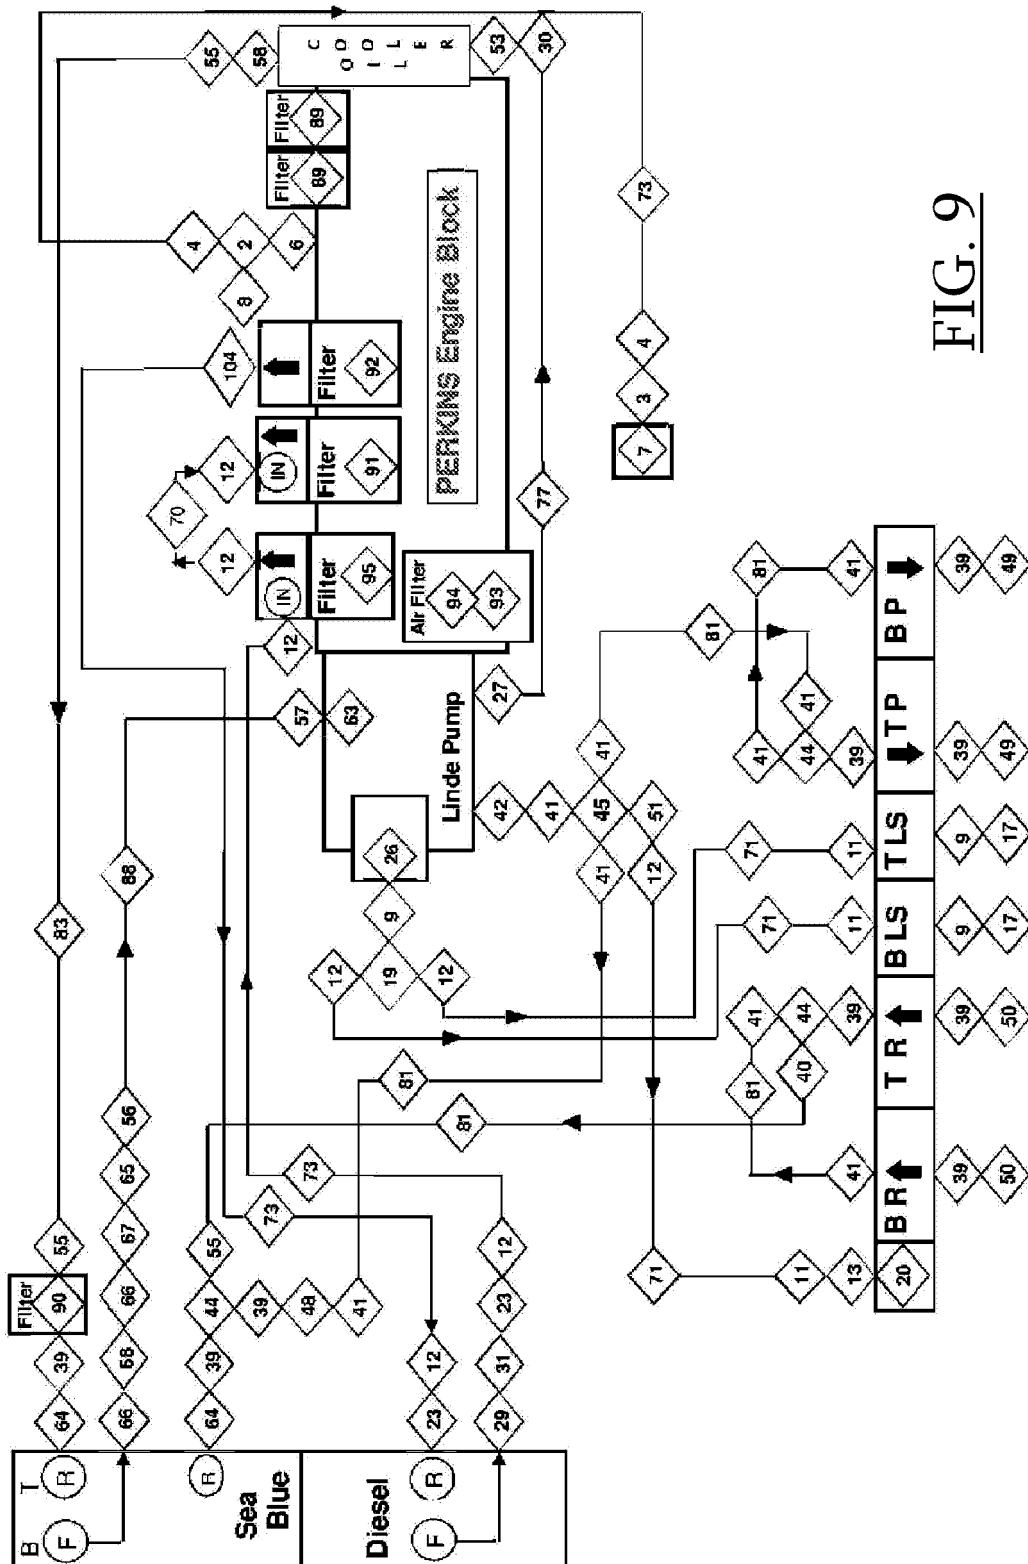 B T
F R
64 39
Filter
90
55 83 55 58
COOLER
OIL
66 58 66 67 65 56 88 57 63
R
Sea
Blue
64 39 44 55 81
39
48
41
81
Diesel
F R
23 12 73 73 104
29 31 23 12 73 12
IN
12 70 12
IN
Filter
95
Filter
91
Filter
92
8
4
2
6
Filter
89
Filter
89
Air Filter
94
93
PERKINS Engine Block
Linde Pump
26
9
12 19 12
27 77 30
53
42
41
41 45 41
12 51
81
7 3 4 73
71
11
13
20
41
81 41
40 44
39
71
11
71
11
41
44 41
39
81
41
BR TR BLS TLS TP BP
39 39 9 9 39 39
50 50 17 17 49 49
FIG. 9